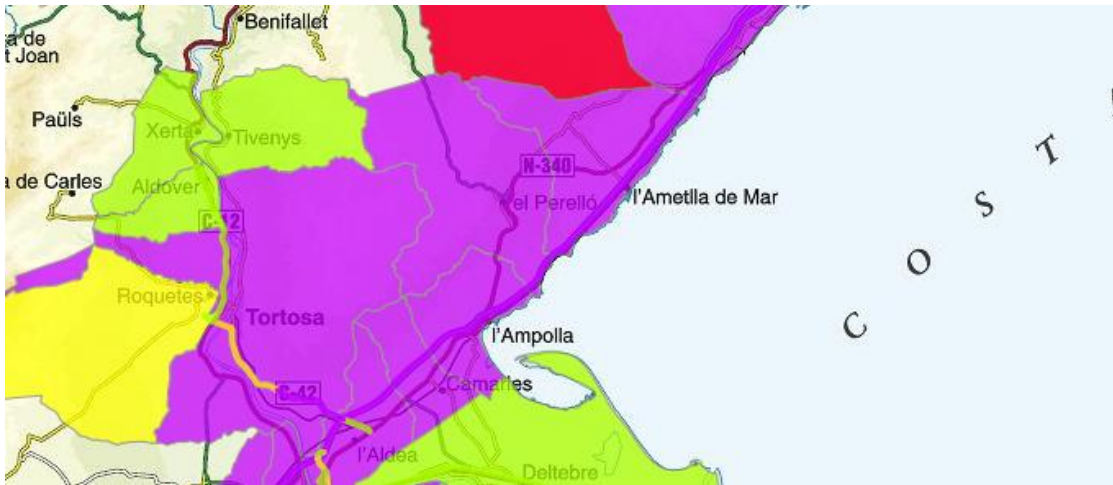 Benifallet
a de
t Joan
Paüls
Xerta
Tivenys
a de Carles
Aldover
N-340
C-12
el Perelló
l'Ametlla de Mar
Roquetes
Tortosa
l'Ampolla
C-42
Camarles
l'Aldea
Deltebre
C O S T